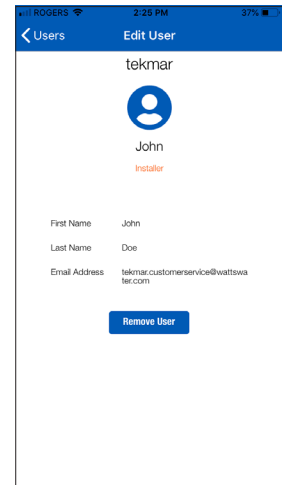 ROGERS 2:25 PM 37%
Users Edit User
tekmar
John
Installer
First Name John
Last Name Doe
Email Address tekmar.customerservice@wattswa
ter.com
Remove User